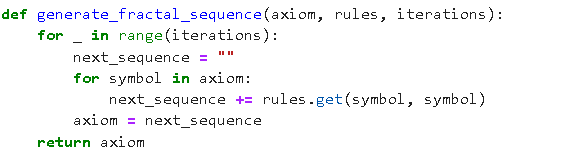 def generate_fractal_sequence(axiom, rules, iterations):
    for _ in range(iterations):
        next_sequence = ""
        for symbol in axiom:
            next_sequence += rules.get(symbol, symbol)
        axiom = next_sequence
    return axiom